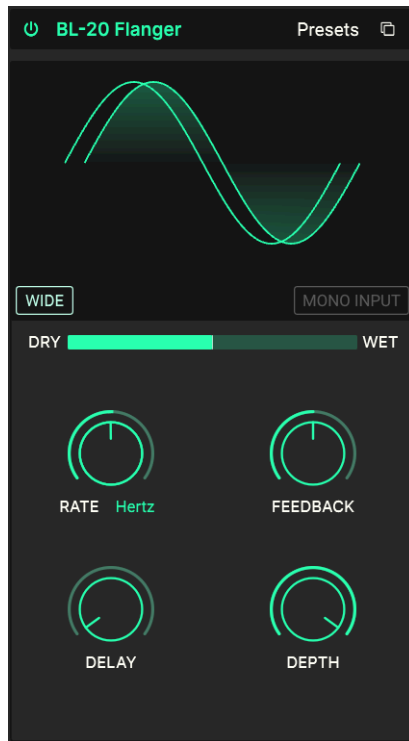 BL-20 Flanger Presets
WIDE MONO INPUT
DRY WET
RATE Hertz FEEDBACK
DELAY DEPTH